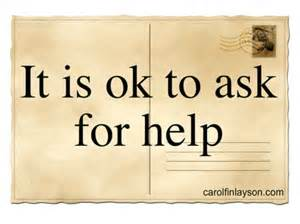 It is ok to ask
for help
carolfinlayson.com